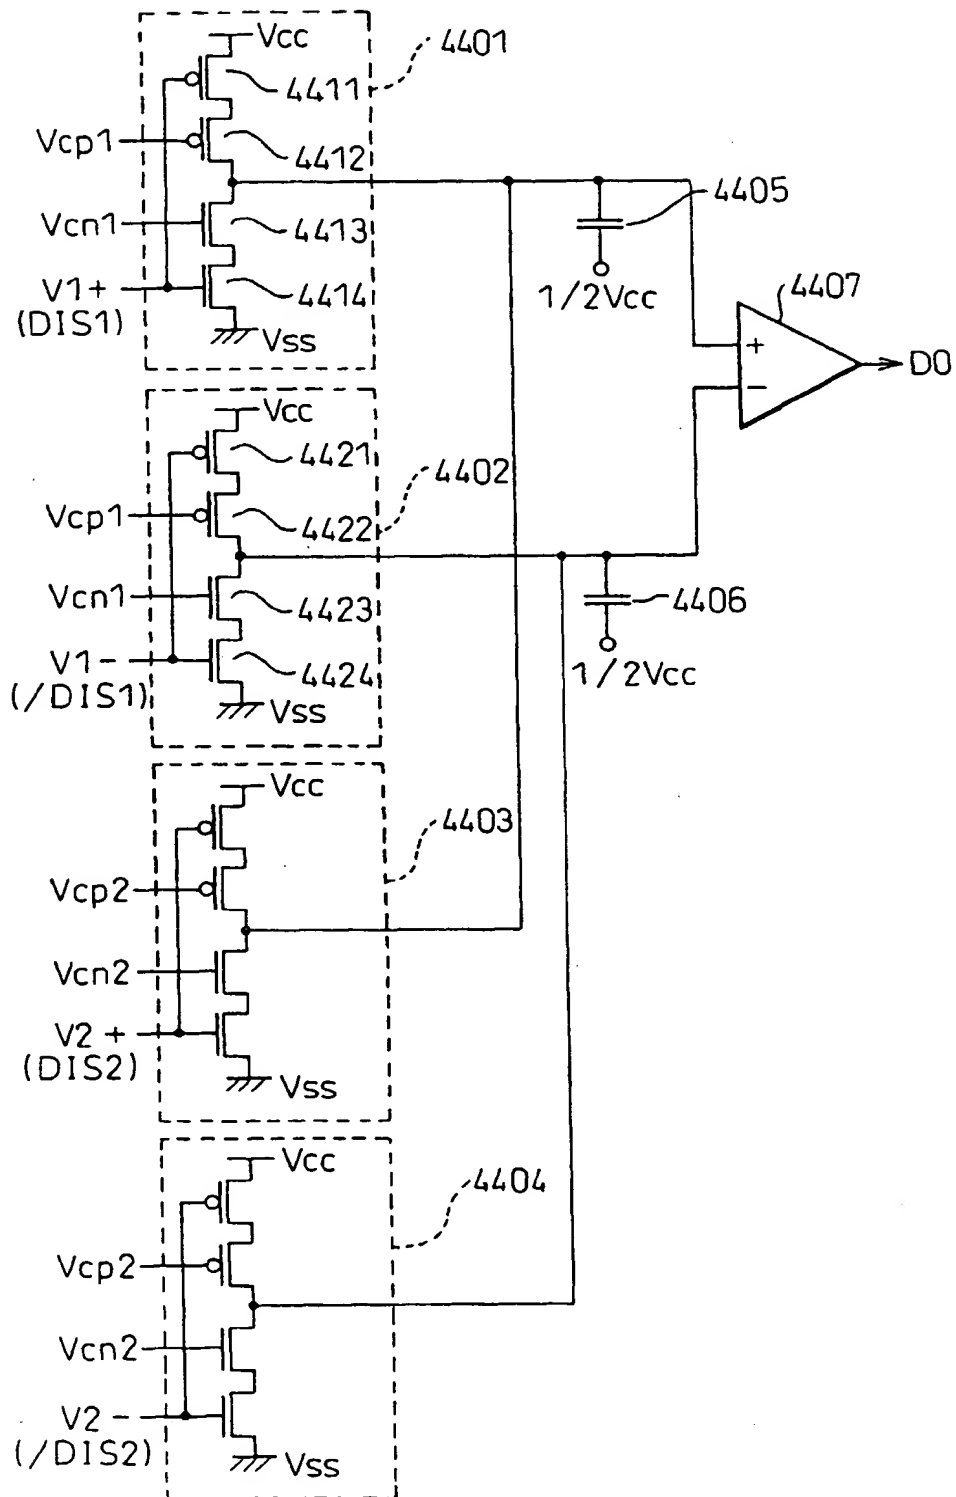 Vcc
4401
4411
Vcp1
4412
4405
Vcn1
4413
V1+
4414
(DIS1)
Vss
1/2Vcc
4407
+
−
DO
Vcc
4421
4402
Vcp1
4422
Vcn1
4423
4406
V1−
4424
(/DIS1)
Vss
1/2Vcc
Vcc
4403
Vcp2
Vcn2
V2 +
(DIS2)
Vss
Vcc
4404
Vcp2
Vcn2
V2 −
(/DIS2)
Vss